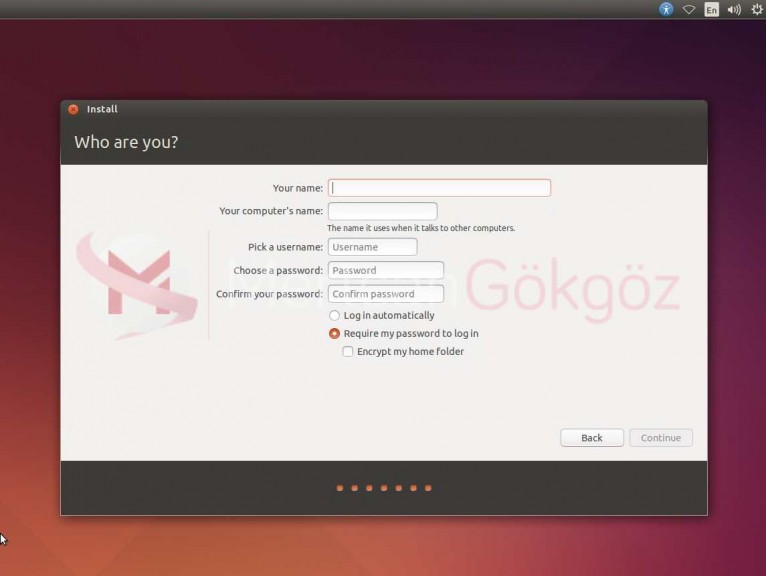 En
Install
Who are you?
Your name:
Your computer's name:
The name it uses when it talks to other computers.
Pick a username: Username
Choose a password: Password
Confirm your password: Confirm password
Log in automatically
Require my password to log in
Encrypt my home folder
M
Gökgöz
Back Continue